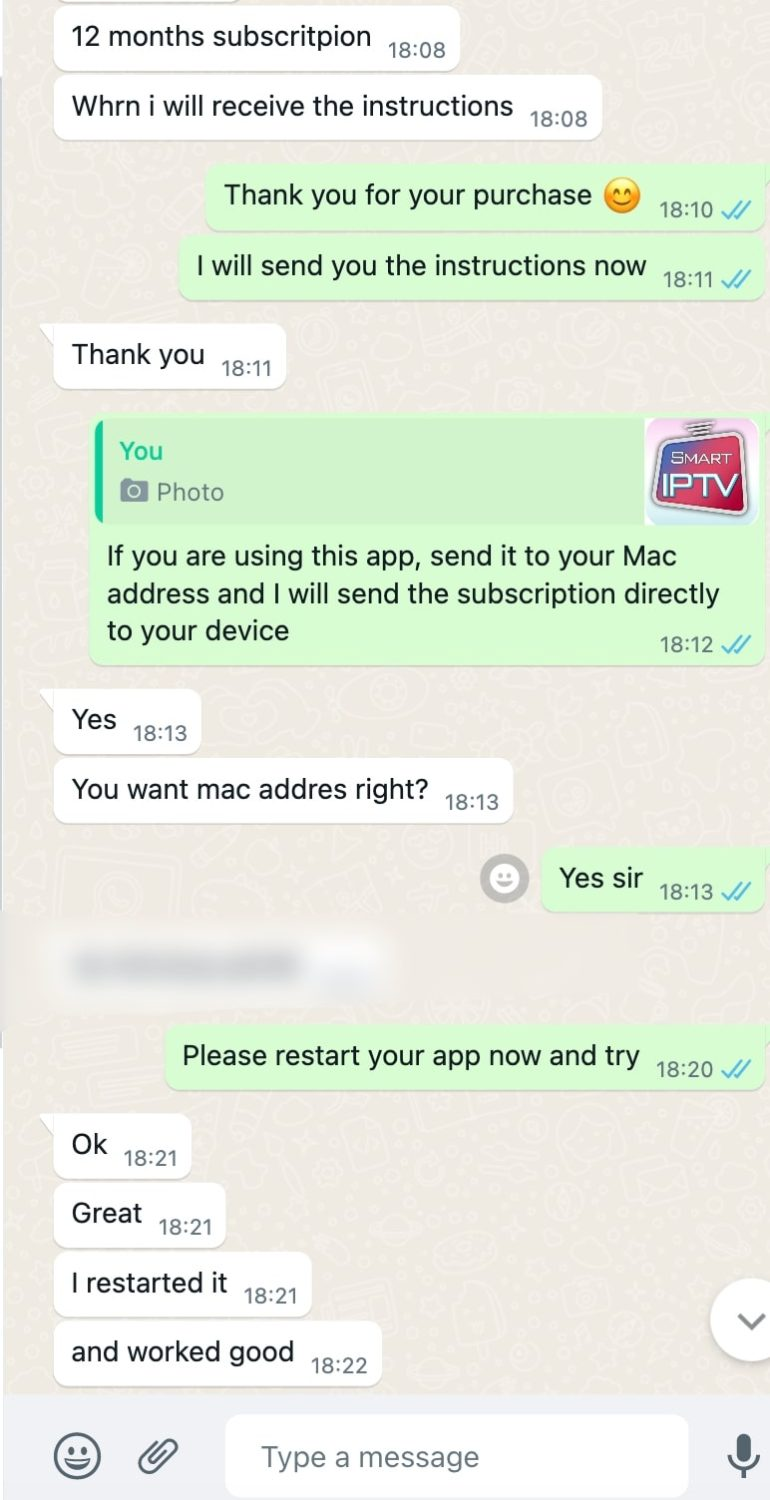 12 months subscritpion 18:08
Whrn i will receive the instructions 18:08
Thank you for your purchase 😊 18:10
I will send you the instructions now 18:11
Thank you 18:11
You
Photo
SMART
IPTV
If you are using this app, send it to your Mac
address and I will send the subscription directly
to your device 18:12
Yes 18:13
You want mac addres right? 18:13
Yes sir 18:13
Please restart your app now and try 18:20
Ok 18:21
Great 18:21
I restarted it 18:21
and worked good 18:22
Type a message